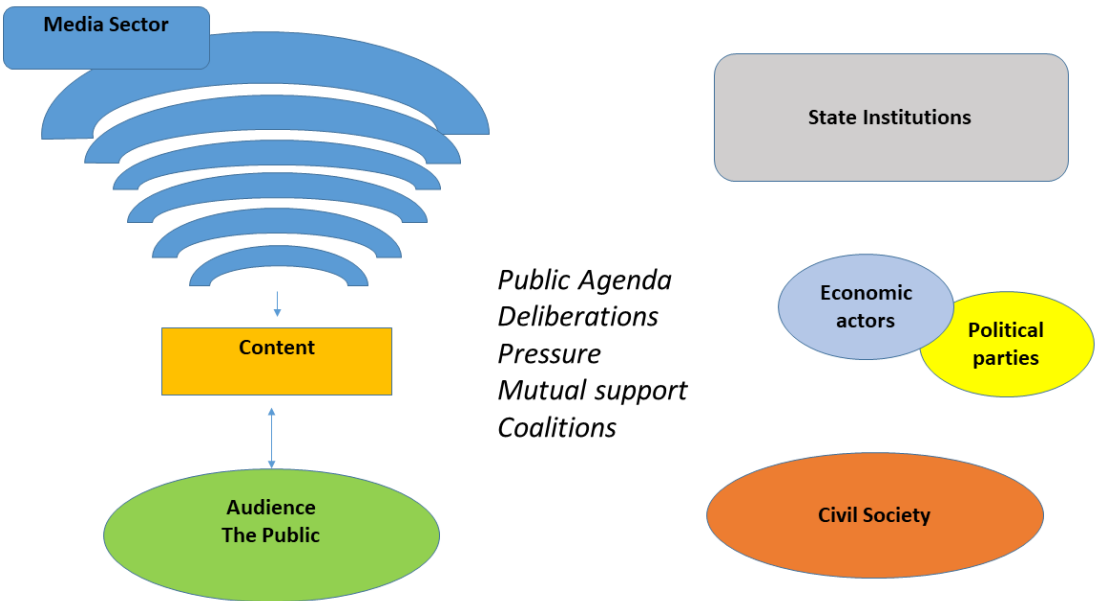 Media Sector
State Institutions
Public Agenda
Deliberations
Pressure
Mutual support
Coalitions
Economic
actors
Political
parties
Content
Audience
The Public
Civil Society